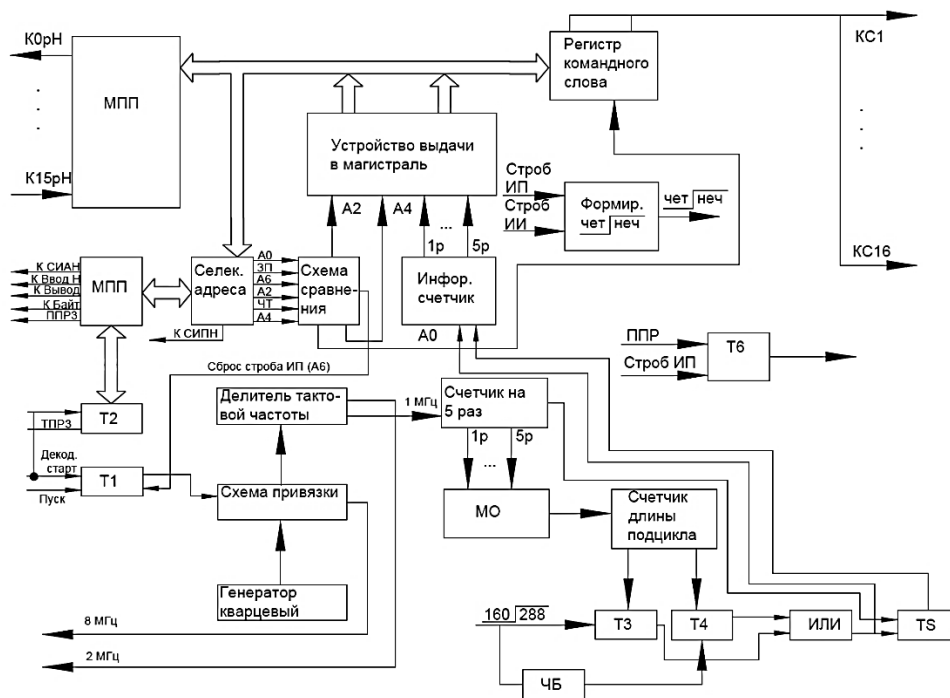 К0рН
МПП
К15рН
Регистр
командного
слова
КС1
КС16
Устройство выдачи
в магистраль
Строб
ИП
Строб
ИИ
Формир.
чет неч
чет неч
А2
А4
...
1р
5р
К СИАН
К Ввод Н
К Вывод
К Байт
ППРЗ
МПП
Селек.
адреса
А0
ЗП
А6
А2
ЧТ
А4
Схема
сравне-
ния
Инфор.
счетчик
А0
К СИПН
Сброс строба ИП (А6)
ППР
Строб ИП
Т6
Делитель такто-
вой частоты
1 МГц
Счетчик на
5 раз
1р
5р
...
Т2
ТПРЗ
Декод.
старт
Т1
Пуск
Схема привязки
МО
Счетчик
длины
подцикла
Генератор
кварцевый
8 МГц
2 МГц
160 288
Т3
Т4
ИЛИ
TS
ЧБ